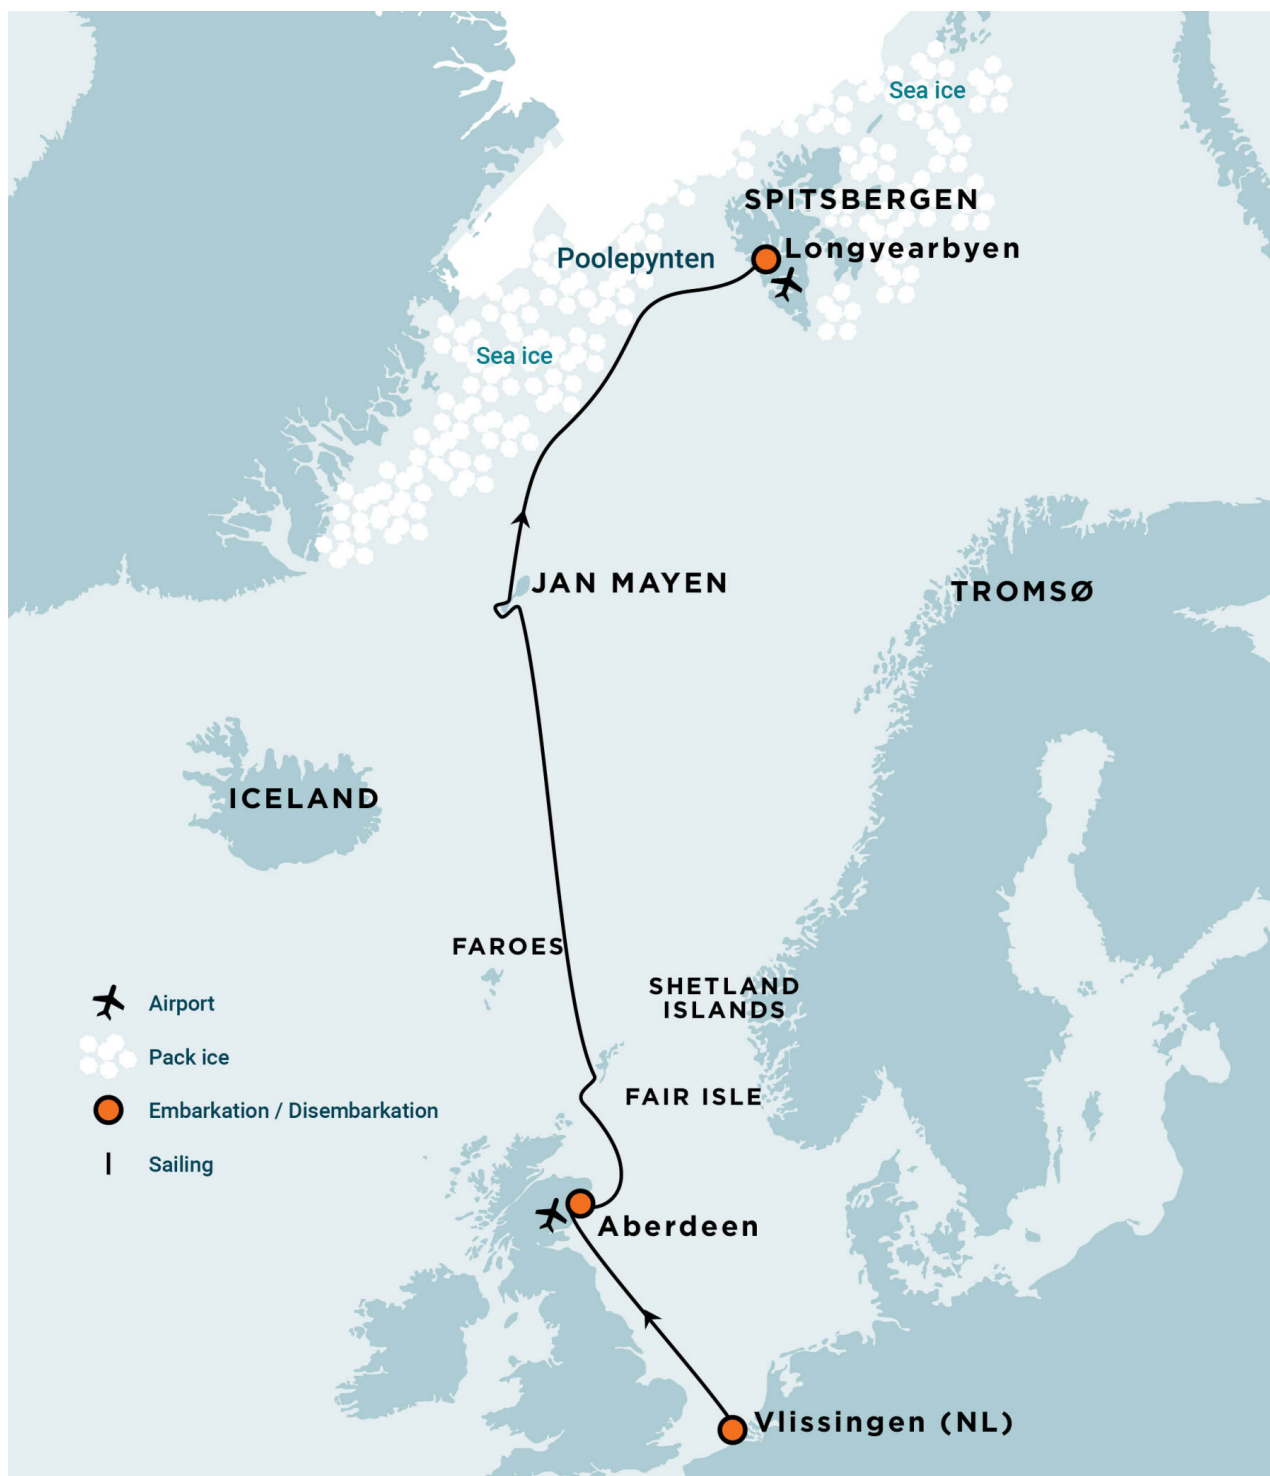 Sea ice
SPITSBERGEN
Longyearbyen
Poolepynten
Sea ice
JAN MAYEN
TROMSØ
ICELAND
FAROES
SHETLAND
ISLANDS
Airport
Pack ice
FAIR ISLE
Embarkation / Disembarkation
Sailing
Aberdeen
Vlissingen (NL)